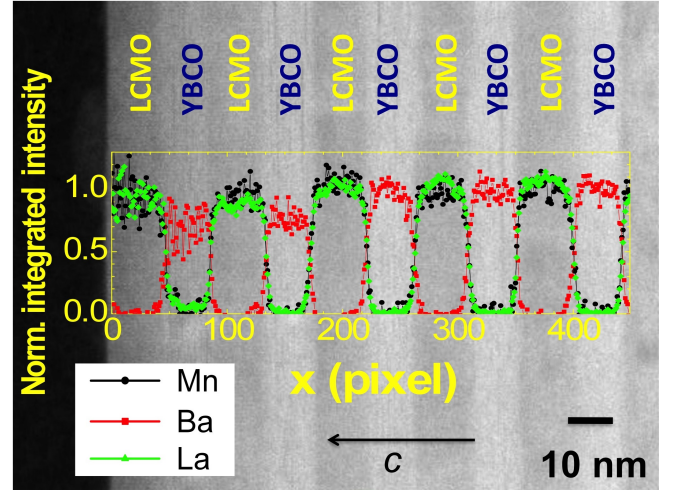 LCMO YBCO LCMO YBCO LCMO YBCO LCMO YBCO LCMO YBCO
Norm. integrated intensity
1.0
0.5
0.0
0 100 200 300 400
x (pixel)
Mn
Ba
La
c
10 nm